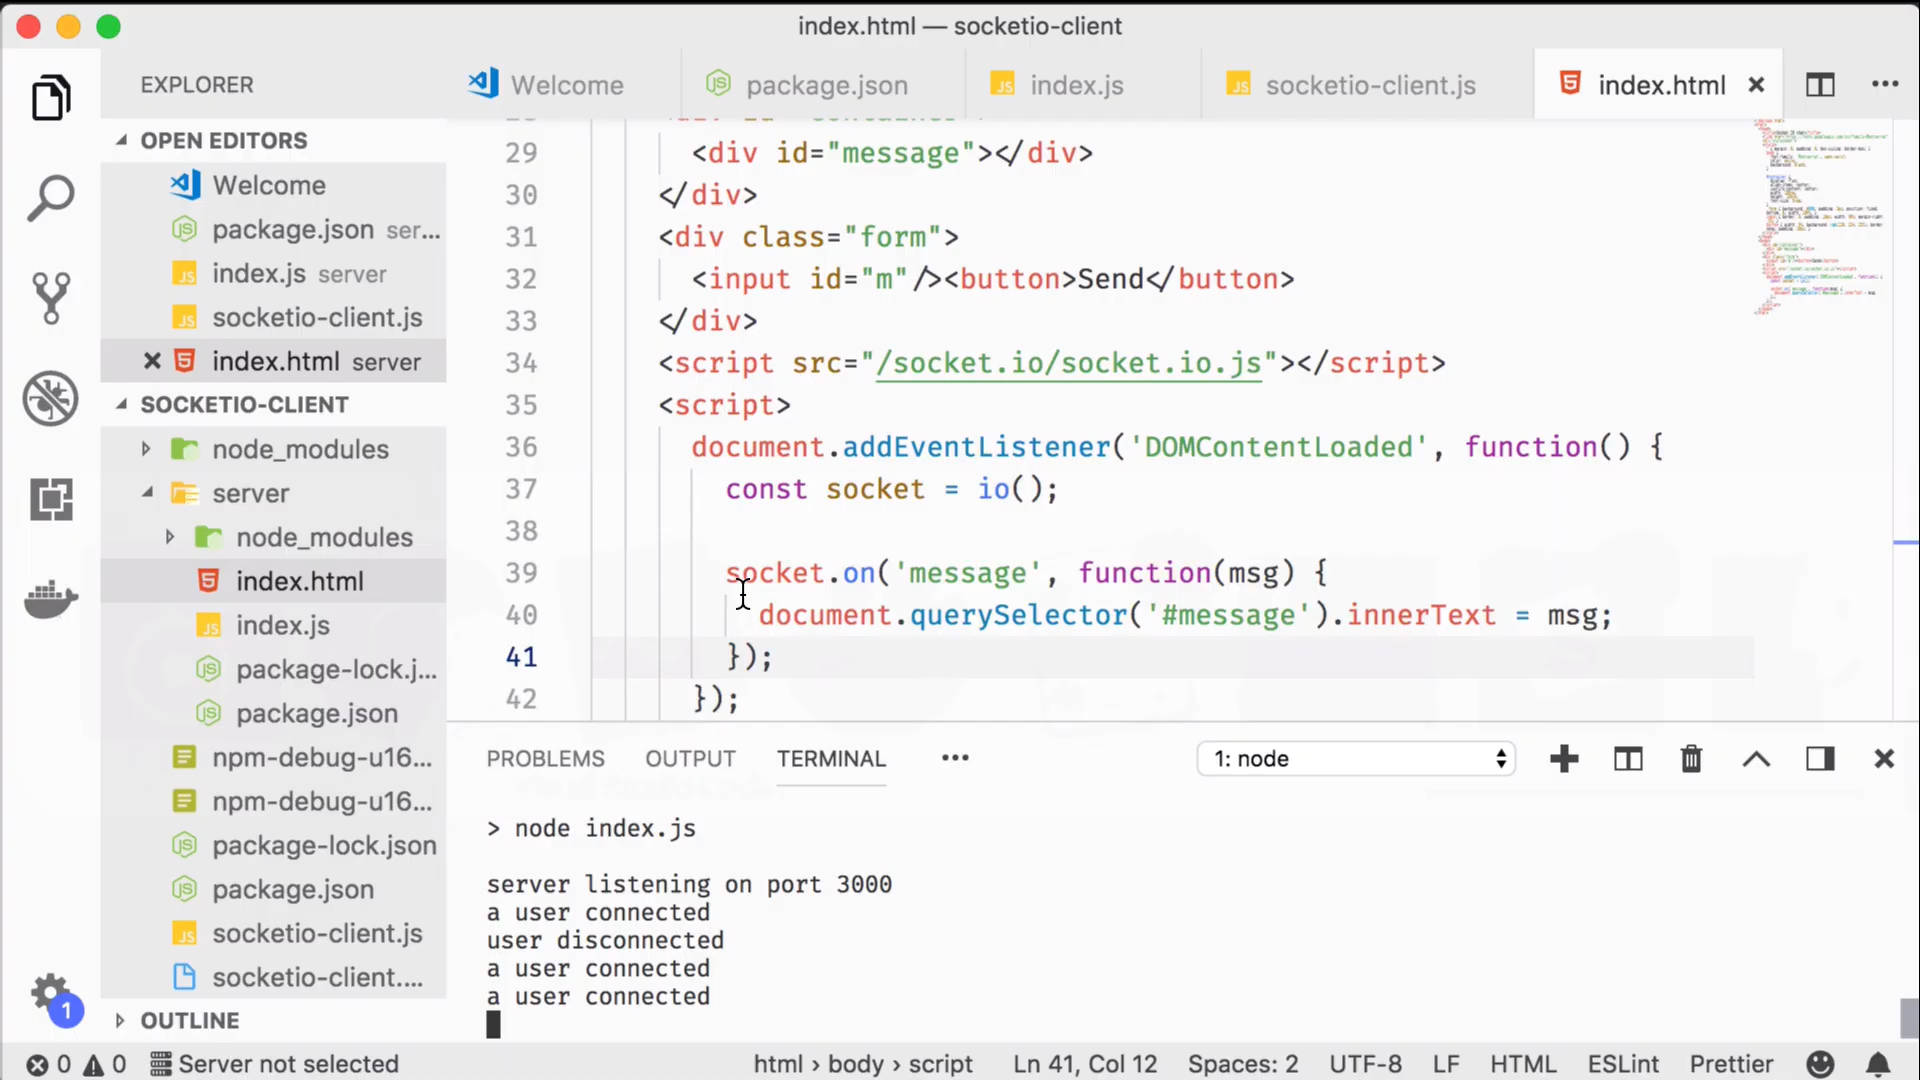 index.html — socketio-client
EXPLORER
OPEN EDITORS
Welcome
package.json ser...
index.js server
socketio-client.js
index.html server
SOCKETIO-CLIENT
node_modules
server
node_modules
index.html
index.js
package-lock.j...
package.json
npm-debug-u16...
npm-debug-u16...
package-lock.json
package.json
socketio-client.js
socketio-client....
OUTLINE
1
Welcome
package.json
index.js
socketio-client.js
index.html
29 <div id="message"></div>
30 </div>
31 <div class="form">
32 <input id="m"/><button>Send</button>
33 </div>
34 <script src="/socket.io/socket.io.js"></script>
35 <script>
36 document.addEventListener('DOMContentLoaded', function() {
37 const socket = io();
38
39 socket.on('message', function(msg) {
40 document.querySelector('#message').innerText = msg;
41 });
42 });
PROBLEMS OUTPUT TERMINAL ••• 1: node
> node index.js
server listening on port 3000
a user connected
user disconnected
a user connected
a user connected
0 0 Server not selected html › body › script Ln 41, Col 12 Spaces: 2 UTF-8 LF HTML ESLint Prettier